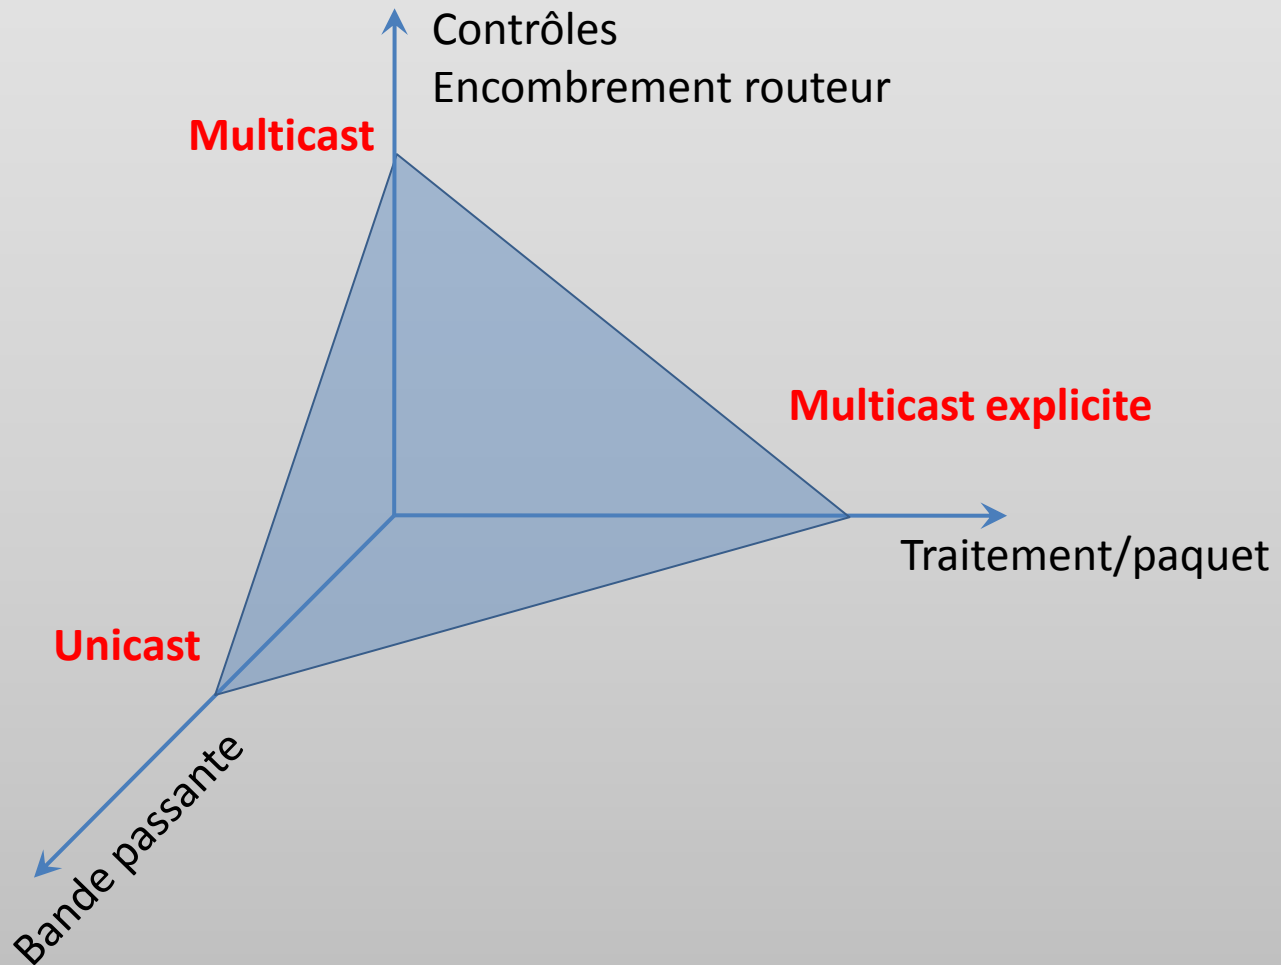 Contrôles
Encombrement routeur
Multicast
Multicast explicite
Traitement/paquet
Unicast
Bande passante